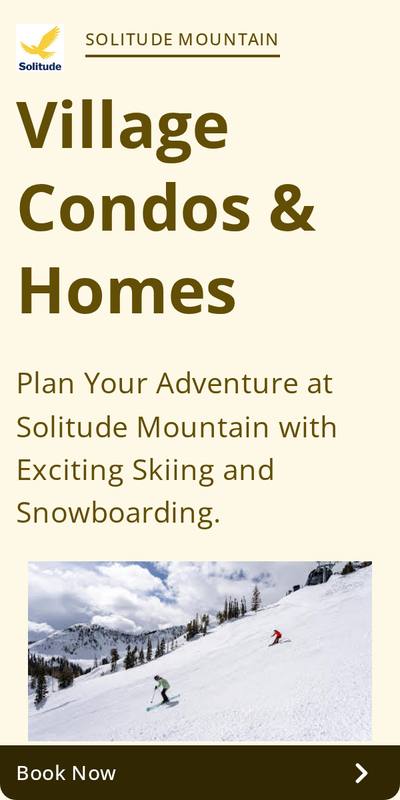 Solitude
SOLITUDE MOUNTAIN
Village
Condos &
Homes
Plan Your Adventure at
Solitude Mountain with
Exciting Skiing and
Snowboarding.
Book Now